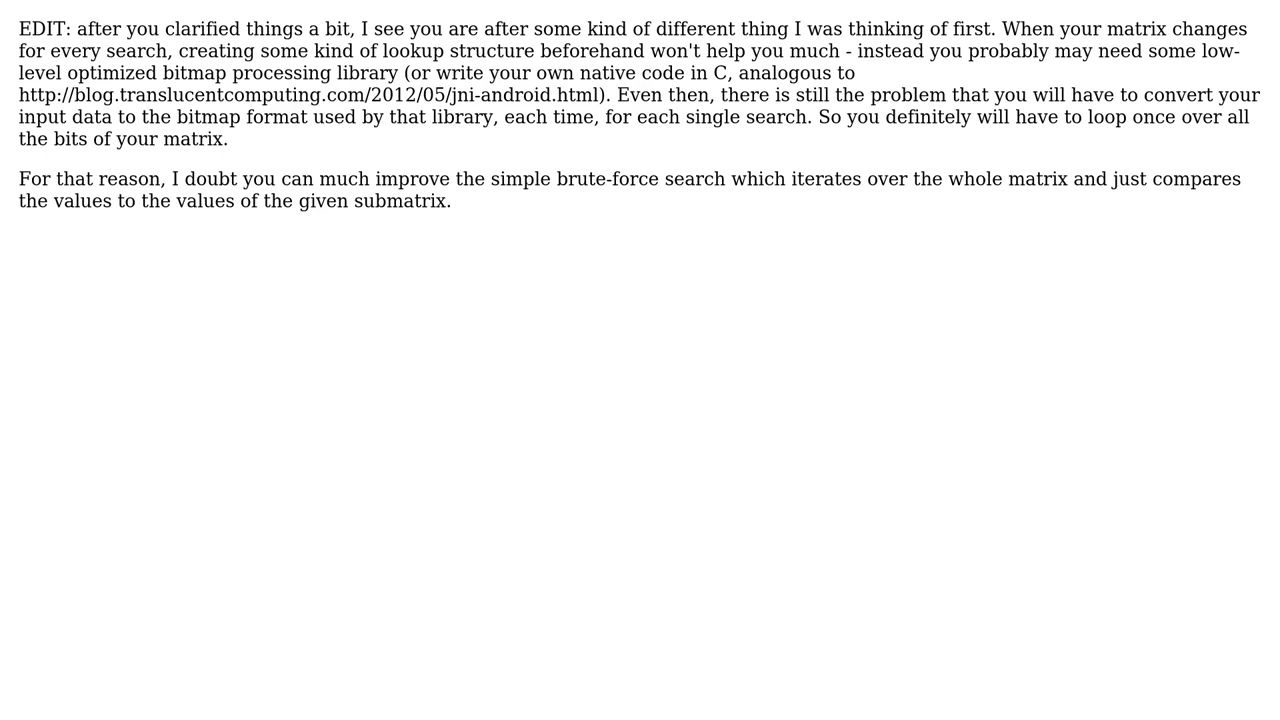 EDIT: after you clarified things a bit, I see you are after some kind of different thing I was thinking of first. When your matrix changes
for every search, creating some kind of lookup structure beforehand won't help you much - instead you probably may need some low-
level optimized bitmap processing library (or write your own native code in C, analogous to
http://blog.translucentcomputing.com/2012/05/jni-android.html). Even then, there is still the problem that you will have to convert your
input data to the bitmap format used by that library, each time, for each single search. So you definitely will have to loop once over all
the bits of your matrix.
For that reason, I doubt you can much improve the simple brute-force search which iterates over the whole matrix and just compares
the values to the values of the given submatrix.